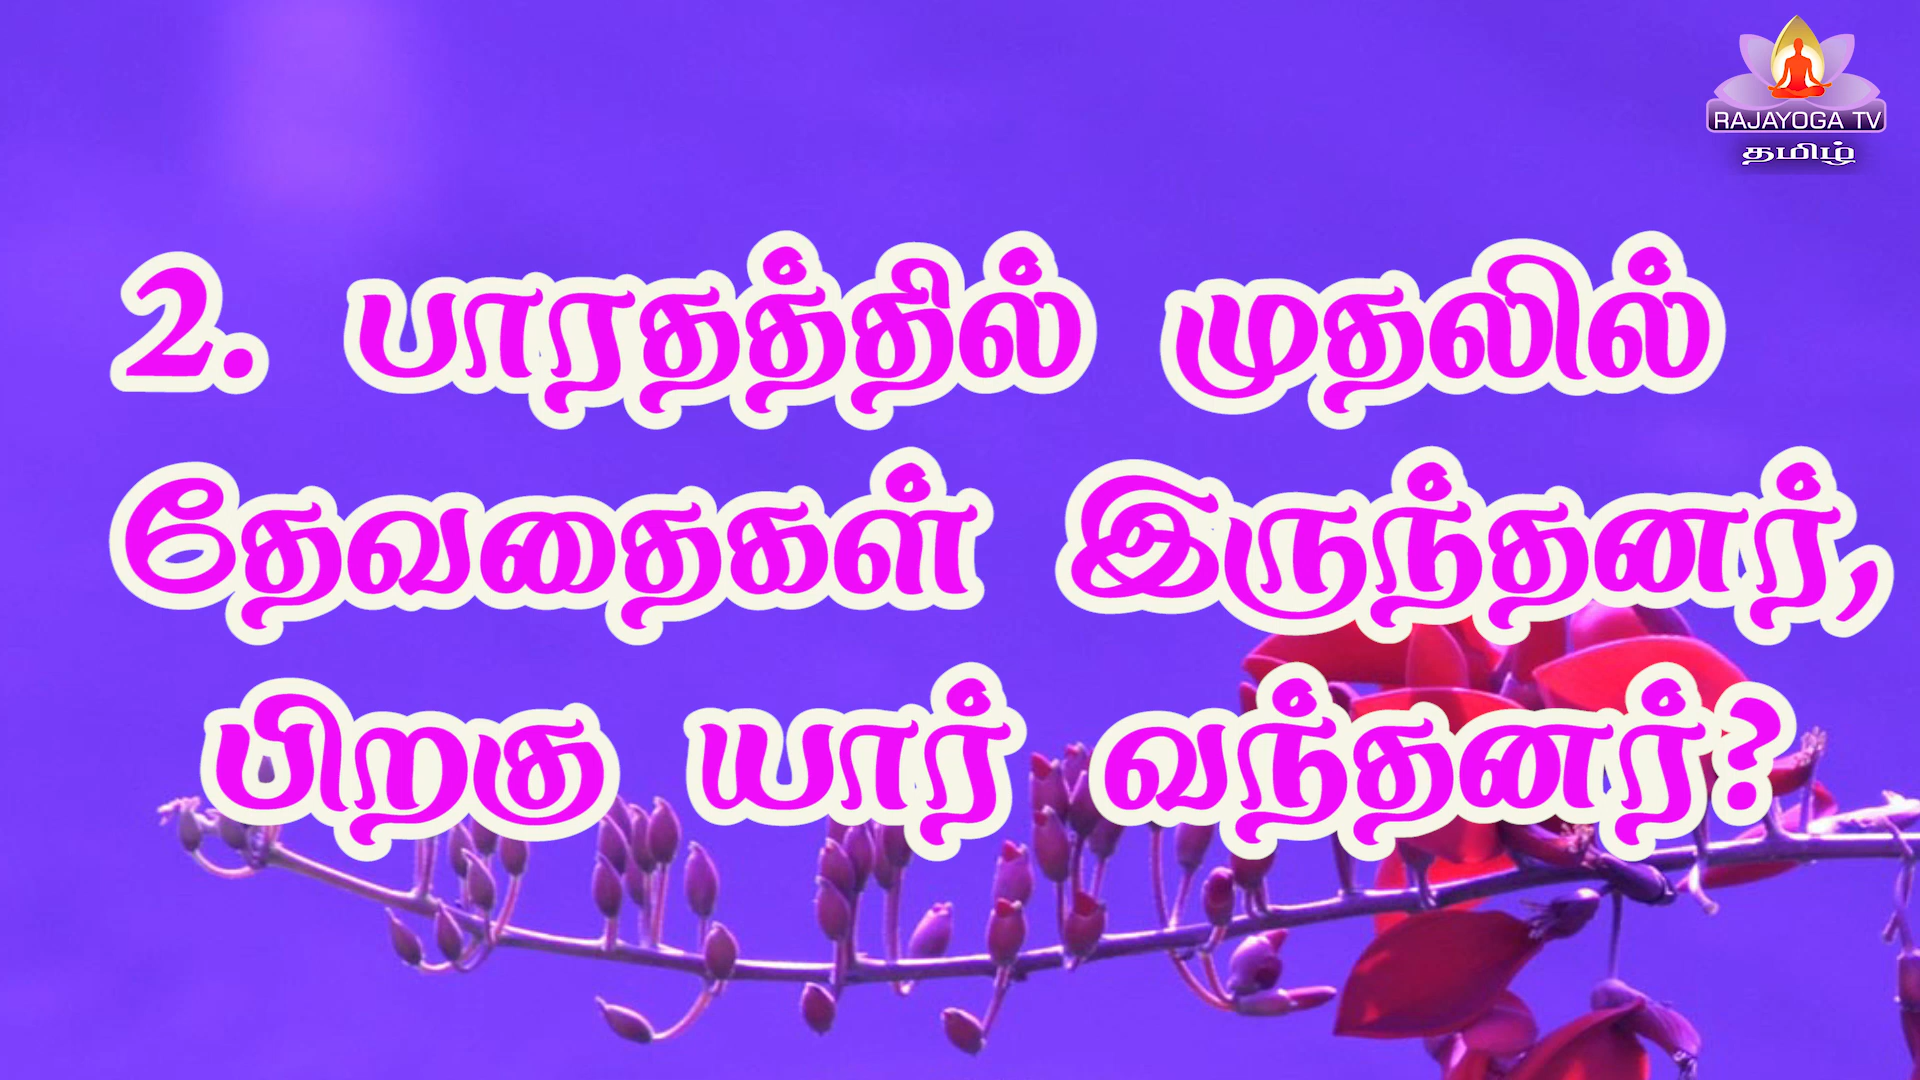 RAJAYOGA TV
தமிழ்
2. பாரதத்தில் முதலில்
தேவதைகள் இருந்தனர்,
பிறகு யார் வந்தனர்?